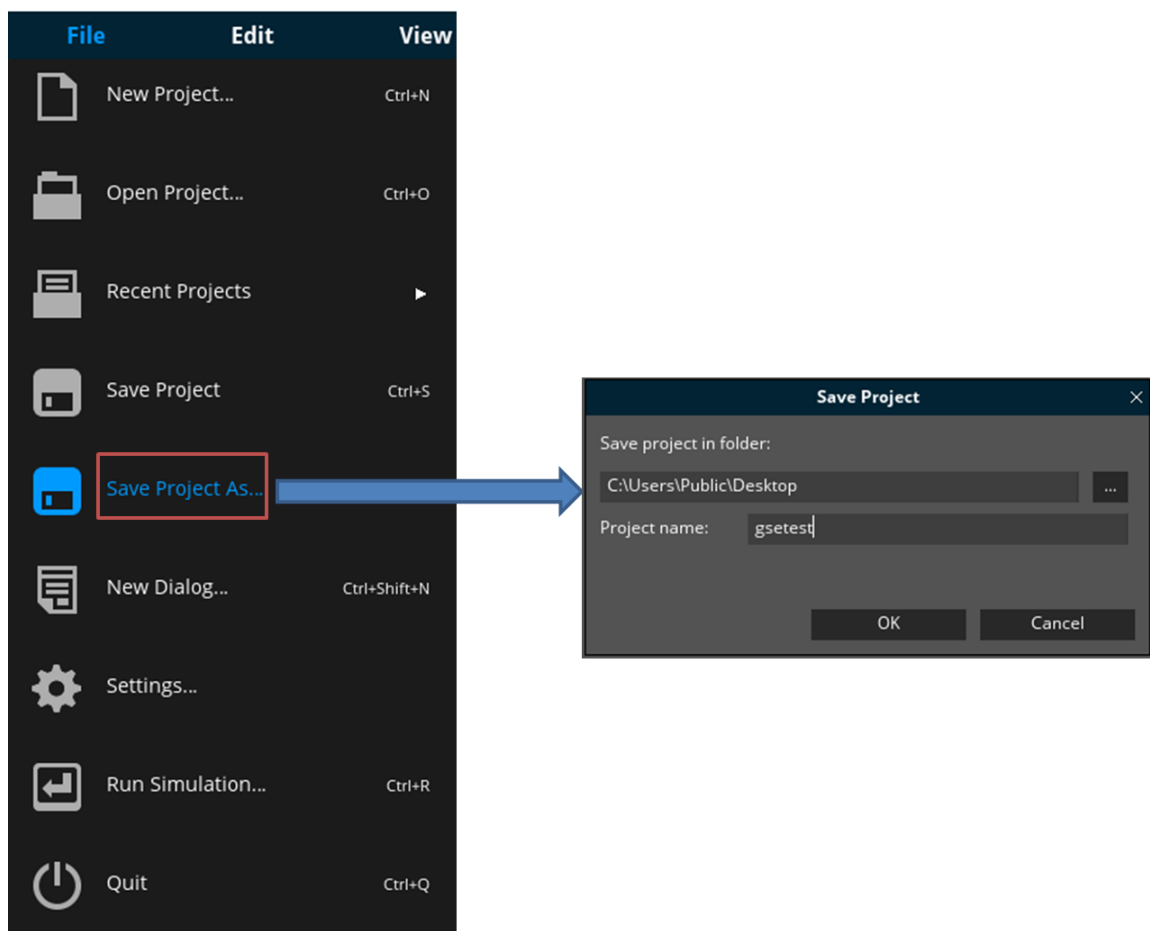 File Edit View
New Project... Ctrl+N
Open Project... Ctrl+O
Recent Projects
Save Project Ctrl+S
Save Project As...
New Dialog... Ctrl+Shift+N
Settings...
Run Simulation... Ctrl+R
Quit Ctrl+Q
Save Project
Save project in folder:
C:\Users\Public\Desktop ...
Project name: gsetest
OK Cancel